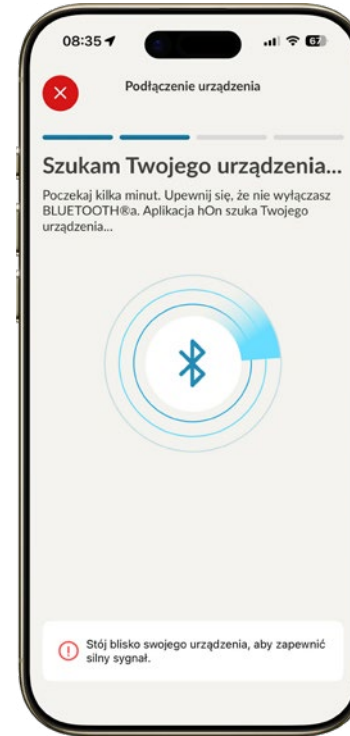 08:35
67
Podłączenie urządzenia
Szukam Twojego urządzenia...
Poczekaj kilka minut. Upewnij się, że nie wyłączasz
BLUETOOTH®a. Aplikacja hOn szuka Twojego
urządzenia...
Stój blisko swojego urządzenia, aby zapewnić
silny sygnał.